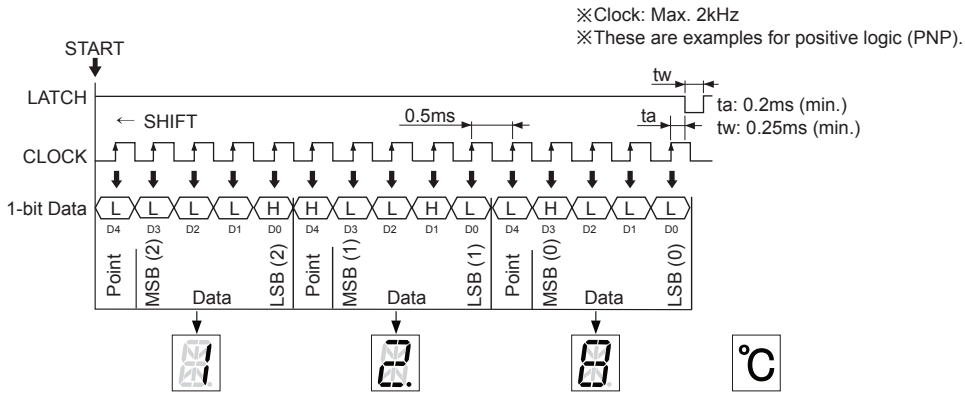 ※Clock: Max. 2kHz
※These are examples for positive logic (PNP).
START
tw
LATCH
ta: 0.2ms (min.)
← SHIFT
0.5ms
ta
tw: 0.25ms (min.)
CLOCK
1-bit Data L L L L H H L L H L L H L L L
D4 D3 D2 D1 D0 D4 D3 D2 D1 D0 D4 D3 D2 D1 D0
Point MSB (2) Data LSB (2) Point MSB (1) Data LSB (1) Point MSB (0) Data LSB (0)
1 2. 8 °C